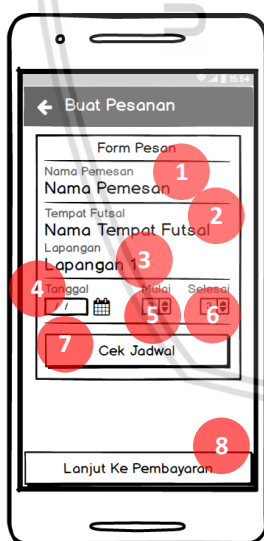 15:54
Buat Pesanan
Form Pesan
Nama Pemesan
1
Nama Pemesan
Tempat Futsal
2
Nama Tempat Futsal
Lapangan
3
Lapangan 1
4
Tanggal Mulai Selesai
/
5
6
7
Cek Jadwal
8
Lanjut Ke Pembayaran